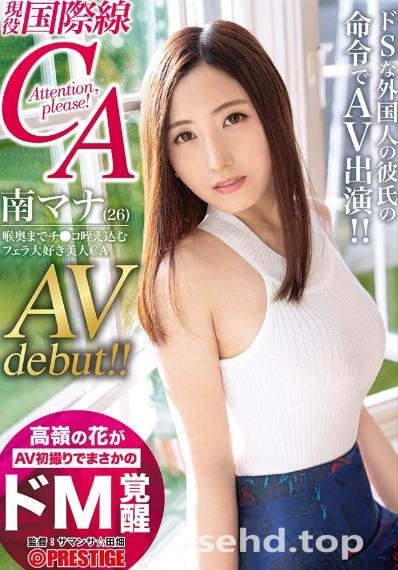 現役国際線
CA
Attention,
please!
南マナ(26)
喉奥までチ●コ咥え込む
フェラ大好き美人CA
AV
debut!!
ドSな外国人の彼氏の
命令でAV出演!!
高嶺の花が
AV初撮りでまさかの
ドM覚醒
監督:サマンサ☆田畑
PRESTIGE
sehd.top